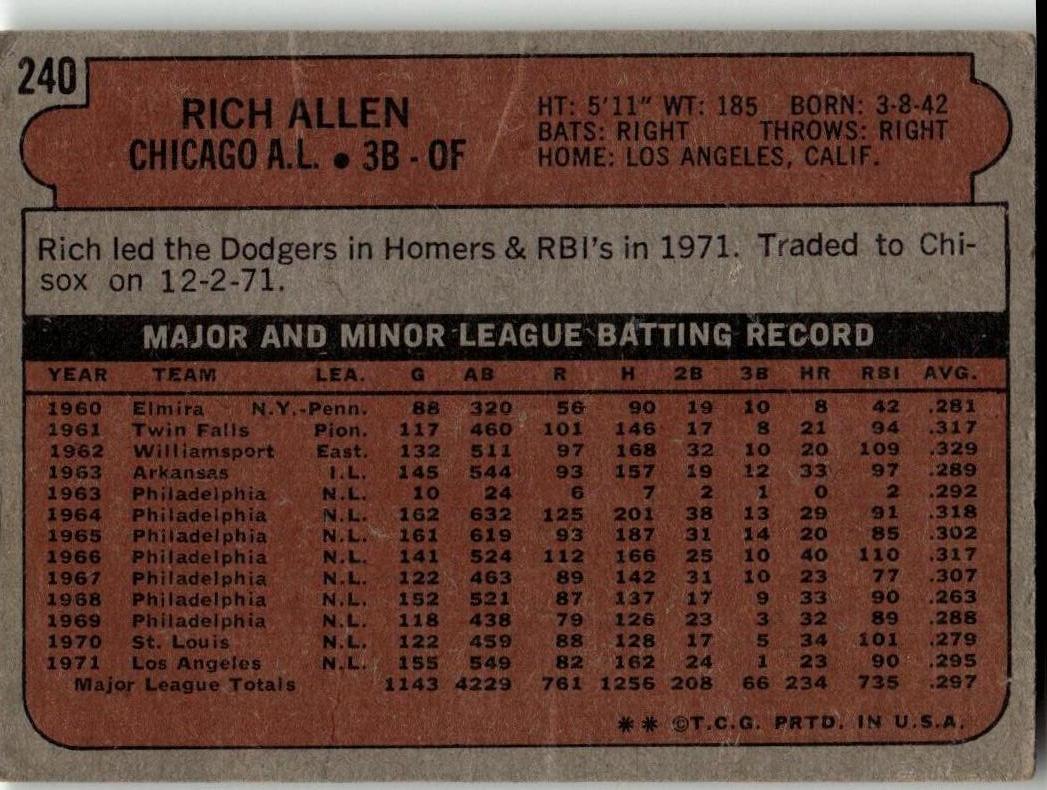 240
RICH ALLEN
CHICAGO A.L. • 3B - OF
HT: 5'11" WT: 185 BORN: 3-8-42
BATS: RIGHT THROWS: RIGHT
HOME: LOS ANGELES, CALIF.
Rich led the Dodgers in Homers & RBI's in 1971. Traded to Chi-
sox on 12-2-71.
MAJOR AND MINOR LEAGUE BATTING RECORD
YEAR TEAM LEA. G AB R H 2B 3B HR RBI AVG.
1960 Elmira N.Y.-Penn. 88 320 56 90 19 10 8 42 .281
1961 Twin Falls Pion. 117 460 101 146 17 8 21 94 .317
1962 Williamsport East. 132 511 97 168 32 10 20 109 .329
1963 Arkansas I.L. 145 544 93 157 19 12 33 97 .289
1963 Philadelphia N.L. 10 24 6 7 2 1 0 2 .292
1964 Philadelphia N.L. 162 632 125 201 38 13 29 91 .318
1965 Philadelphia N.L. 161 619 93 187 31 14 20 85 .302
1966 Philadelphia N.L. 141 524 112 166 25 10 40 110 .317
1967 Philadelphia N.L. 122 463 89 142 31 10 23 77 .307
1968 Philadelphia N.L. 152 521 87 137 17 9 33 90 .263
1969 Philadelphia N.L. 118 438 79 126 23 3 32 89 .288
1970 St. Louis N.L. 122 459 88 128 17 5 34 101 .279
1971 Los Angeles N.L. 155 549 82 162 24 1 23 90 .295
Major League Totals 1143 4229 761 1256 208 66 234 735 .297
** ©T.C.G. PRTD. IN U.S.A.